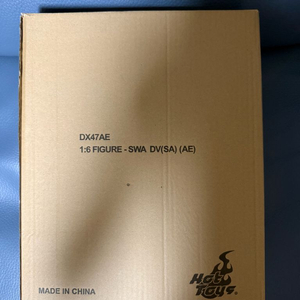 DX47AE
1:6 FIGURE - SWA DV(SA) (AE)
MADE IN CHINA
Hot
Toys.